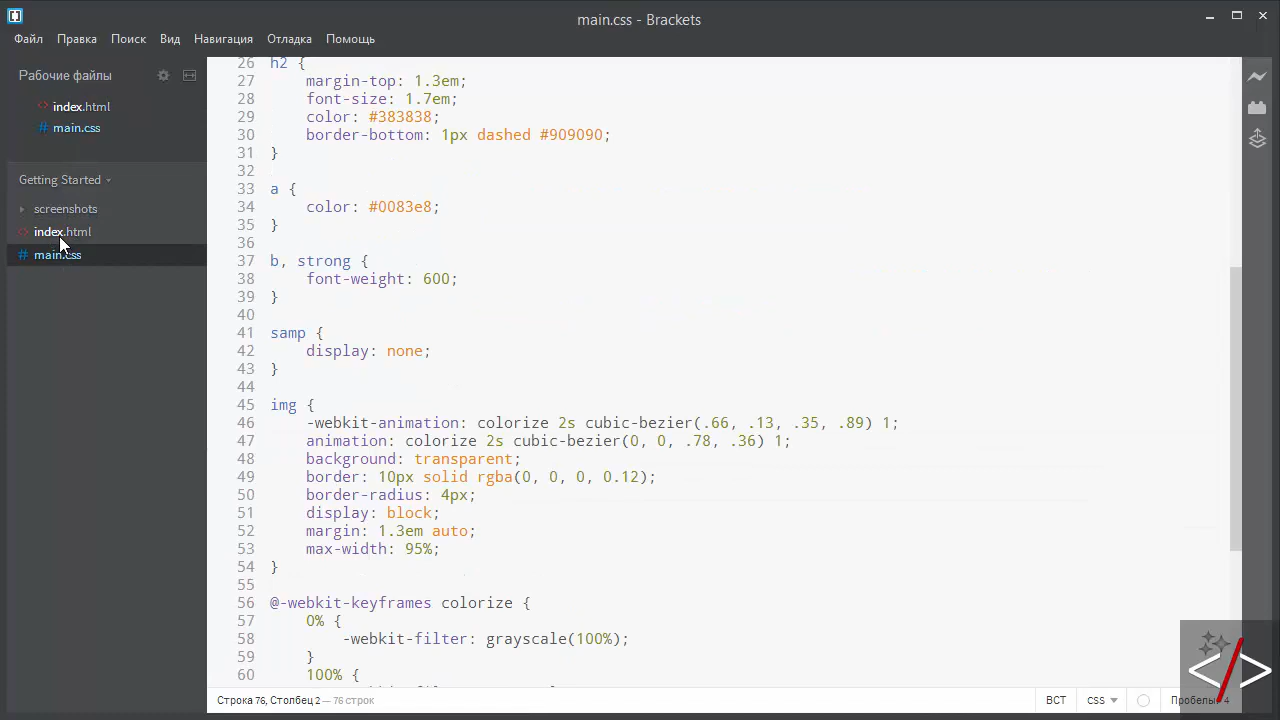 main.css - Brackets
Файл Правка Поиск Вид Навигация Отладка Помощь
Рабочие файлы
index.html
main.css
Getting Started
screenshots
index.html
main.css
26 h2 {
27     margin-top: 1.3em;
28     font-size: 1.7em;
29     color: #383838;
30     border-bottom: 1px dashed #909090;
31 }
32
33 a {
34     color: #0083e8;
35 }
36
37 b, strong {
38     font-weight: 600;
39 }
40
41 samp {
42     display: none;
43 }
44
45 img {
46     -webkit-animation: colorize 2s cubic-bezier(.66, .13, .35, .89) 1;
47     animation: colorize 2s cubic-bezier(0, 0, .78, .36) 1;
48     background: transparent;
49     border: 10px solid rgba(0, 0, 0, 0.12);
50     border-radius: 4px;
51     display: block;
52     margin: 1.3em auto;
53     max-width: 95%;
54 }
55
56 @-webkit-keyframes colorize {
57     0% {
58         -webkit-filter: grayscale(100%);
59     }
60     100% {
Строка 76, Столбец 2 — 76 строк
ВСТ CSS Пробелы: 4